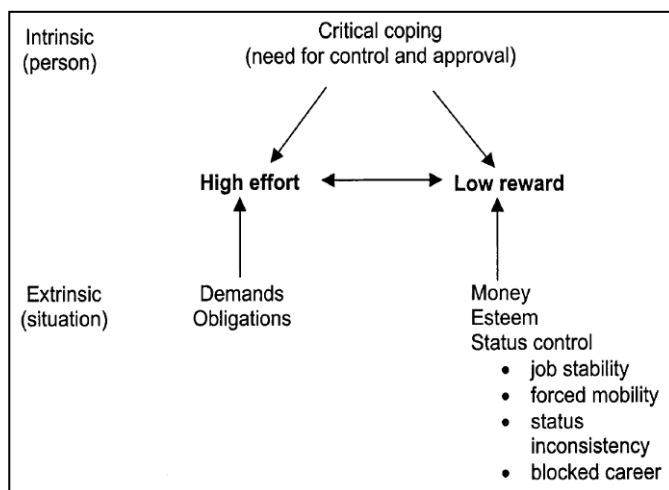 Intrinsic
(person)
Critical coping
(need for control and approval)
High effort
Low reward
Extrinsic
(situation)
Demands
Obligations
Money
Esteem
Status control
• job stability
• forced mobility
• status
inconsistency
• blocked career